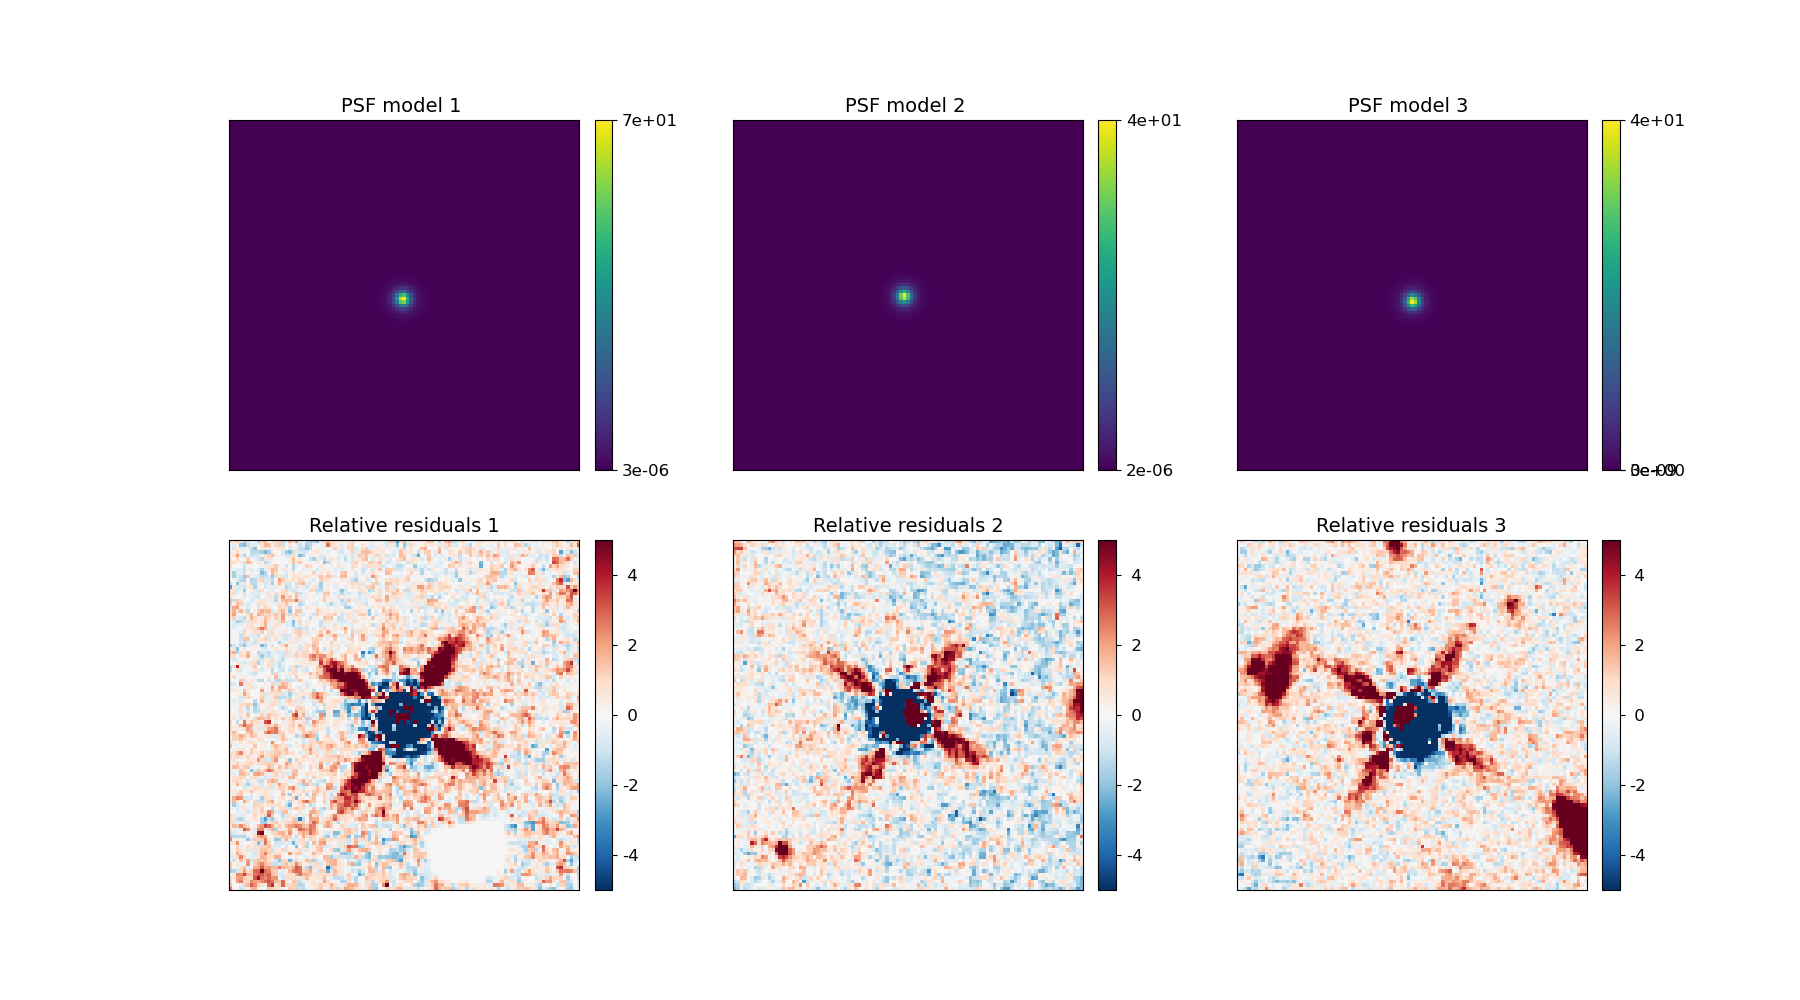 PSF model 1 PSF model 2 PSF model 3
7e+01 4e+01 4e+01
3e-06 2e-06
Relative residuals 1 Relative residuals 2 Relative residuals 3
4 4 4
2 2 2
0 0 0
-2 -2 -2
-4 -4 -4